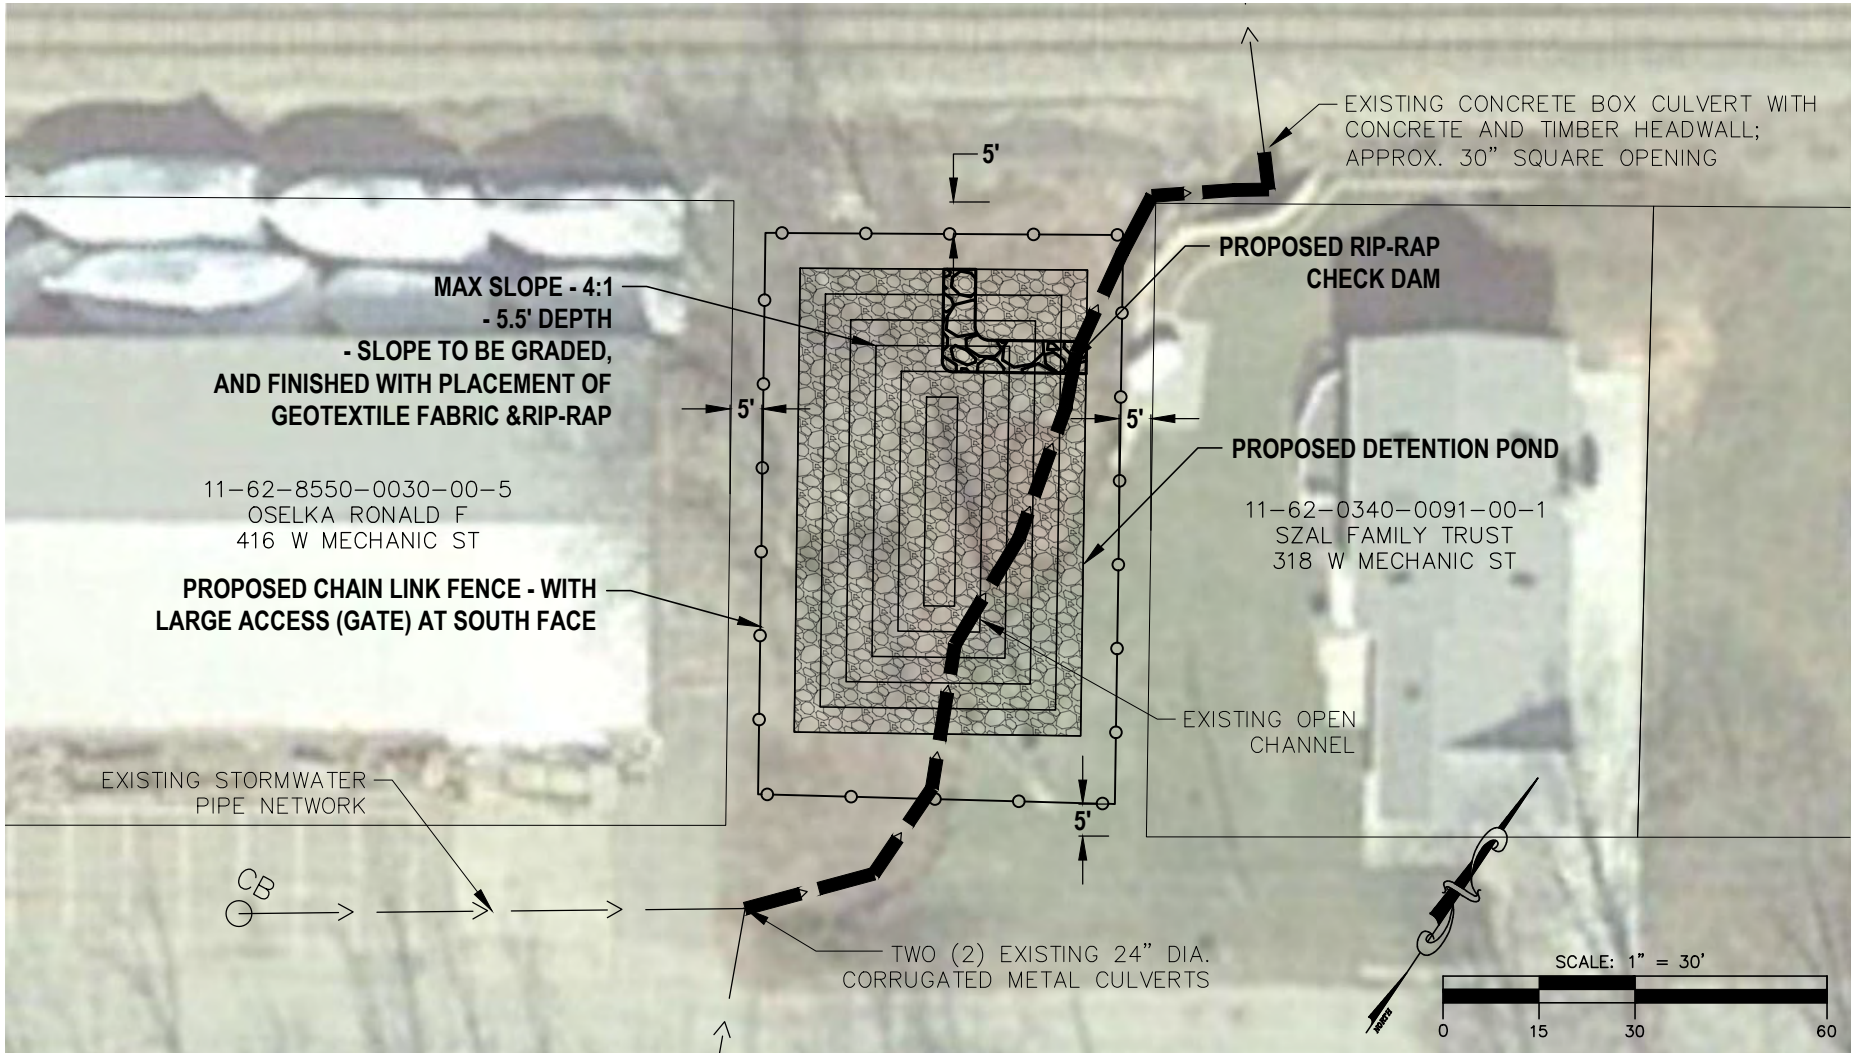 5'
EXISTING CONCRETE BOX CULVERT WITH
CONCRETE AND TIMBER HEADWALL;
APPROX. 30" SQUARE OPENING
PROPOSED RIP-RAP
CHECK DAM
MAX SLOPE - 4:1
- 5.5' DEPTH
- SLOPE TO BE GRADED,
AND FINISHED WITH PLACEMENT OF
GEOTEXTILE FABRIC &RIP-RAP
5'
5'
PROPOSED DETENTION POND
11-62-8550-0030-00-5
OSELKA RONALD F
416 W MECHANIC ST
11-62-0340-0091-00-1
SZAL FAMILY TRUST
318 W MECHANIC ST
PROPOSED CHAIN LINK FENCE - WITH
LARGE ACCESS (GATE) AT SOUTH FACE
EXISTING OPEN
CHANNEL
EXISTING STORMWATER
PIPE NETWORK
5'
CB
TWO (2) EXISTING 24" DIA.
CORRUGATED METAL CULVERTS
NORTH
SCALE: 1" = 30'
0 15 30 60